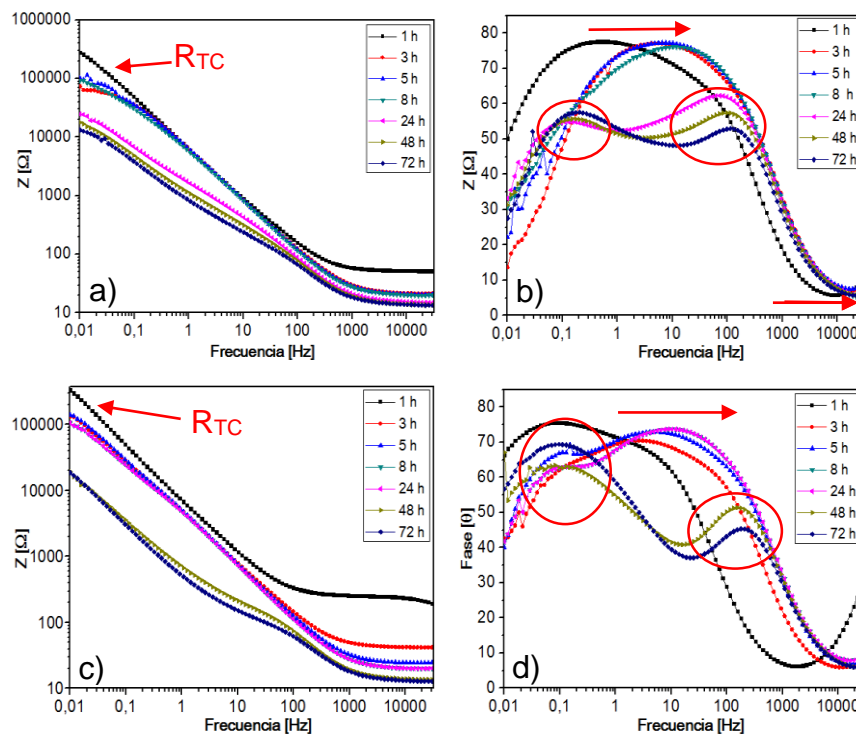 1000000
100000
10000
1000
100
10
Z [Ω]
RTC
1 h
3 h
5 h
8 h
24 h
48 h
72 h
a)
0,01 0,1 1 10 100 1000 10000
Frecuencia [Hz]
80
70
60
50
40
30
20
10
0
Z [Ω]
1 h
3 h
5 h
8 h
24 h
48 h
72 h
b)
0,01 0,1 1 10 100 1000 10000
Frecuencia [Hz]
100000
10000
1000
100
10
Z [Ω]
RTC
1 h
3 h
5 h
8 h
24 h
48 h
72 h
c)
0,01 0,1 1 10 100 1000 10000
Frecuencia [Hz]
80
70
60
50
40
30
20
10
0
Fase [θ]
1 h
3 h
5 h
8 h
24 h
48 h
72 h
d)
0,01 0,1 1 10 100 1000 10000
Frecuencia [Hz]